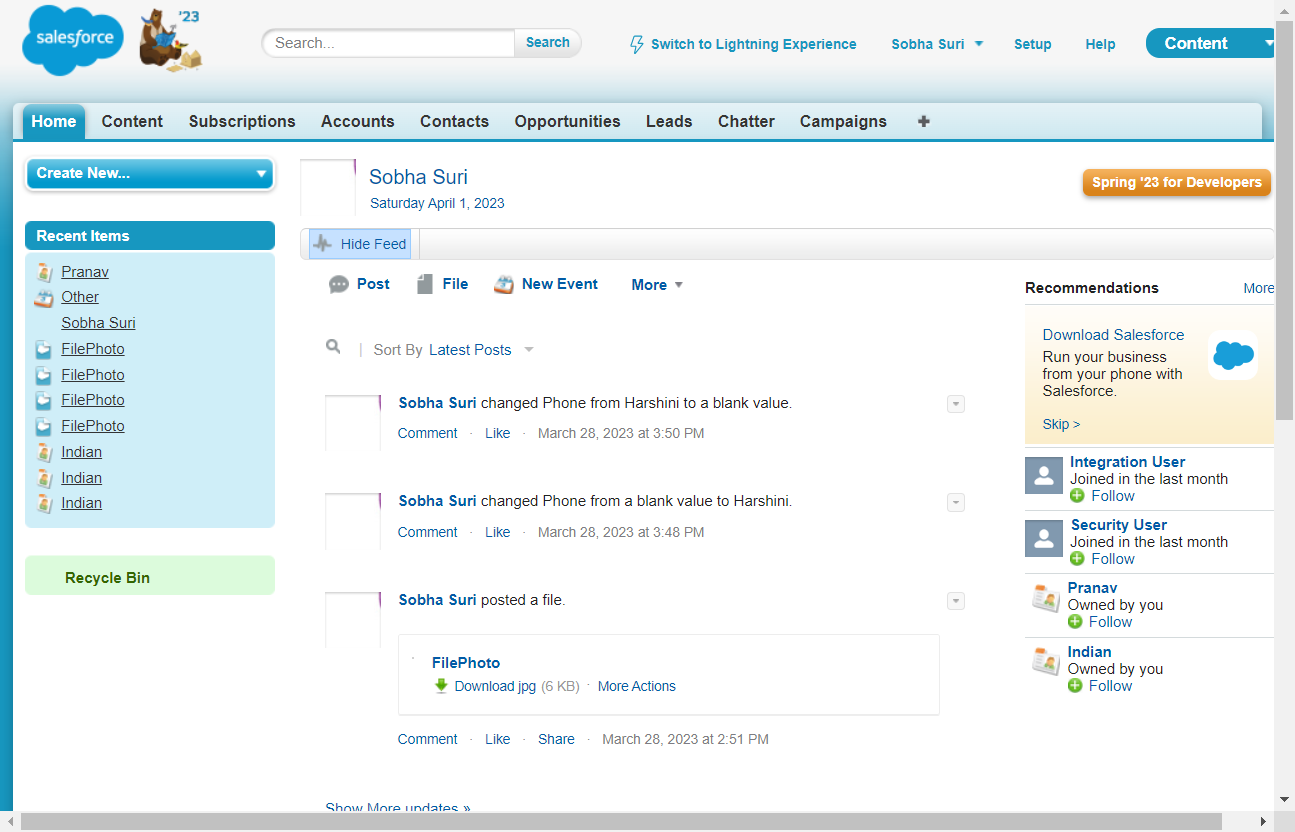 salesforce
'23
Search...
Search
Switch to Lightning Experience
Sobha Suri
Setup
Help
Content
Home
Content
Subscriptions
Accounts
Contacts
Opportunities
Leads
Chatter
Campaigns
Create New...
Recent Items
Pranav
Other
Sobha Suri
FilePhoto
FilePhoto
FilePhoto
FilePhoto
Indian
Indian
Indian
Recycle Bin
Sobha Suri
Saturday April 1, 2023
Spring '23 for Developers
Hide Feed
Post
File
New Event
More
| Sort By Latest Posts
Sobha Suri changed Phone from Harshini to a blank value.
Comment · Like · March 28, 2023 at 3:50 PM
Sobha Suri changed Phone from a blank value to Harshini.
Comment · Like · March 28, 2023 at 3:48 PM
Sobha Suri posted a file.
FilePhoto
Download jpg (6 KB) · More Actions
Comment · Like · Share · March 28, 2023 at 2:51 PM
Show More updates »
Recommendations
More
Download Salesforce
Run your business
from your phone with
Salesforce.
Skip >
Integration User
Joined in the last month
Follow
Security User
Joined in the last month
Follow
Pranav
Owned by you
Follow
Indian
Owned by you
Follow